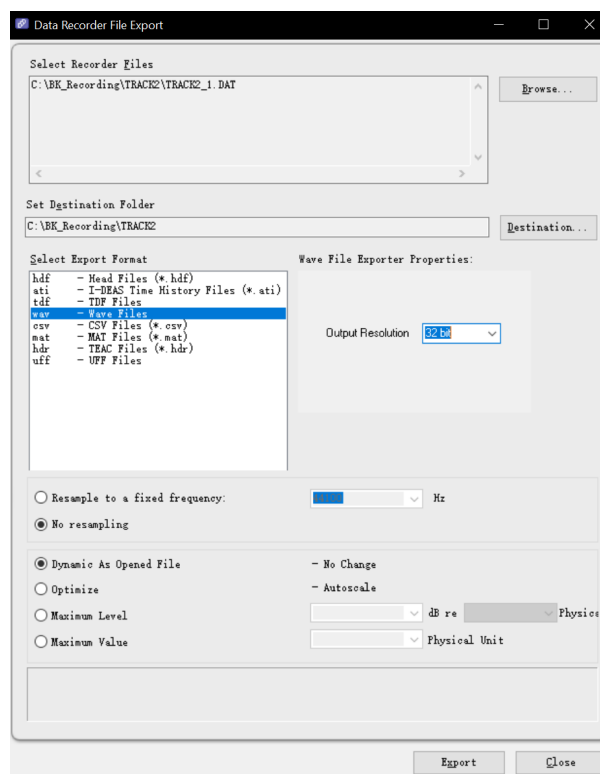 Data Recorder File Export
Select Recorder Files
C:\BK_Recording\TRACK2\TRACK2_1.DAT
Browse...
Set Destination Folder
C:\BK_Recording\TRACK2
Destination...
Select Export Format
Wave File Exporter Properties:
hdf - Head Files (*.hdf)
ati - I-DEAS Time History Files (*.ati)
tdf - TDF Files
wav - Wave Files
csv - CSV Files (*.csv)
mat - MAT Files (*.mat)
hdr - TEAC Files (*.hdr)
uff - UFF Files
Output Resolution 32 bit
Resample to a fixed frequency: Hz
No resampling
Dynamic As Opened File - No Change
Optimize - Autoscale
Maximum Level dB re Physica
Maximum Value Physical Unit
Export Close